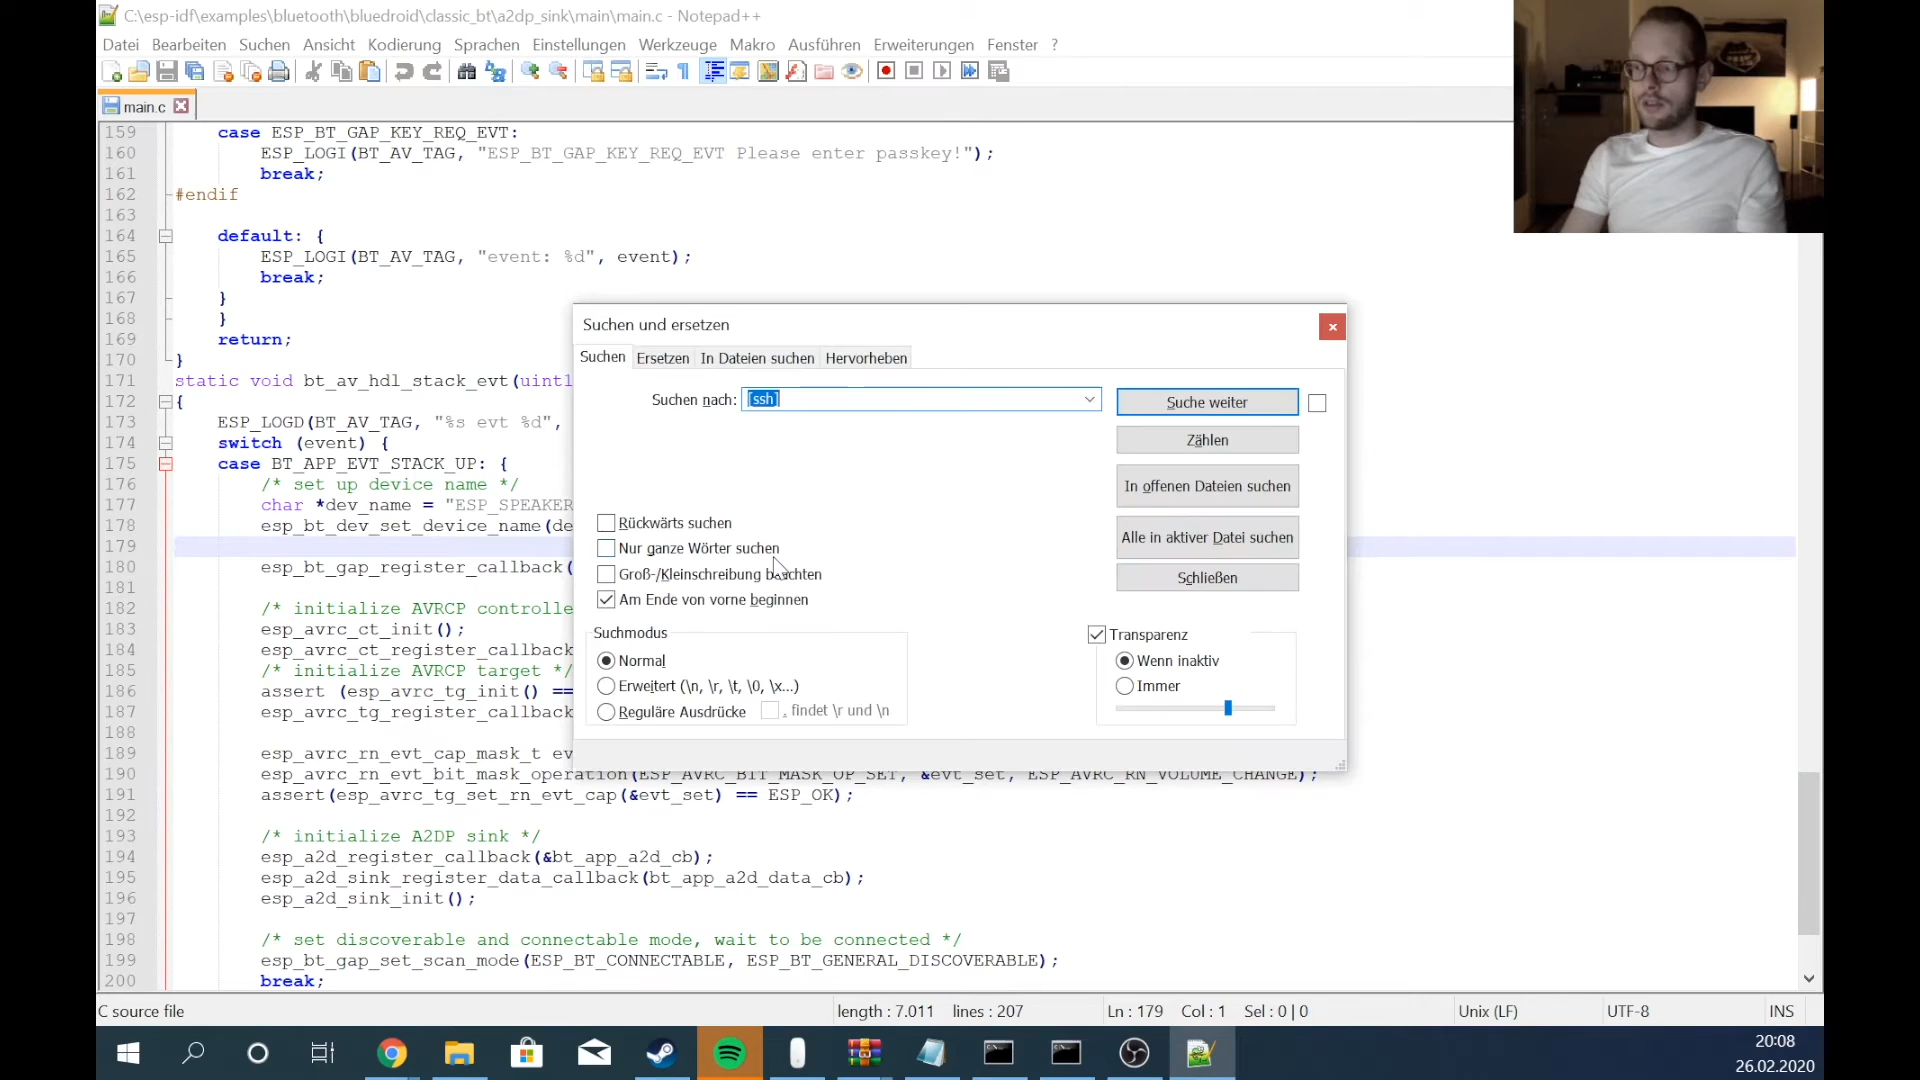 C:\esp-idf\examples\bluetooth\bluedroid\classic_bt\a2dp_sink\main\main.c - Notepad++
Datei Bearbeiten Suchen Ansicht Kodierung Sprachen Einstellungen Werkzeuge Makro Ausführen Erweiterungen Fenster ?
main.c
159 case ESP_BT_GAP_KEY_REQ_EVT:
160 ESP_LOGI(BT_AV_TAG, "ESP_BT_GAP_KEY_REQ_EVT Please enter passkey!");
161 break;
162 #endif
163
164 default: {
165 ESP_LOGI(BT_AV_TAG, "event: %d", event);
166 break;
167 }
168 }
169 return;
170 }
171 static void bt_av_hdl_stack_evt(uint1
172 {
173 ESP_LOGD(BT_AV_TAG, "%s evt %d",
174 switch (event) {
175 case BT_APP_EVT_STACK_UP: {
176 /* set up device name */
177 char *dev_name = "ESP_SPEAKER
178 esp_bt_dev_set_device_name(de
179
180 esp_bt_gap_register_callback(
181
182 /* initialize AVRCP controlle
183 esp_avrc_ct_init();
184 esp_avrc_ct_register_callback
185 /* initialize AVRCP target */
186 assert (esp_avrc_tg_init() ==
187 esp_avrc_tg_register_callback
188
189 esp_avrc_rn_evt_cap_mask_t ev
190 esp_avrc_rn_evt_bit_mask_operation(ESP_AVRC_BIT_MASK_OP_SET, &evt_set, ESP_AVRC_RN_VOLUME_CHANGE);
191 assert(esp_avrc_tg_set_rn_evt_cap(&evt_set) == ESP_OK);
192
193 /* initialize A2DP sink */
194 esp_a2d_register_callback(&bt_app_a2d_cb);
195 esp_a2d_sink_register_data_callback(bt_app_a2d_data_cb);
196 esp_a2d_sink_init();
197
198 /* set discoverable and connectable mode, wait to be connected */
199 esp_bt_gap_set_scan_mode(ESP_BT_CONNECTABLE, ESP_BT_GENERAL_DISCOVERABLE);
200 break;
Suchen und ersetzen
Suchen Ersetzen In Dateien suchen Hervorheben
Suchen nach: [ssh]
Suche weiter
Zählen
In offenen Dateien suchen
Alle in aktiver Datei suchen
Schließen
Rückwärts suchen
Nur ganze Wörter suchen
Groß-/Kleinschreibung beachten
Am Ende von vorne beginnen
Suchmodus
Normal
Erweitert (\n, \r, \t, \0, \x...)
Reguläre Ausdrücke . findet \r und \n
Transparenz
Wenn inaktiv
Immer
C source file length : 7.011 lines : 207 Ln : 179 Col : 1 Sel : 0 | 0 Unix (LF) UTF-8 INS
20:08
26.02.2020